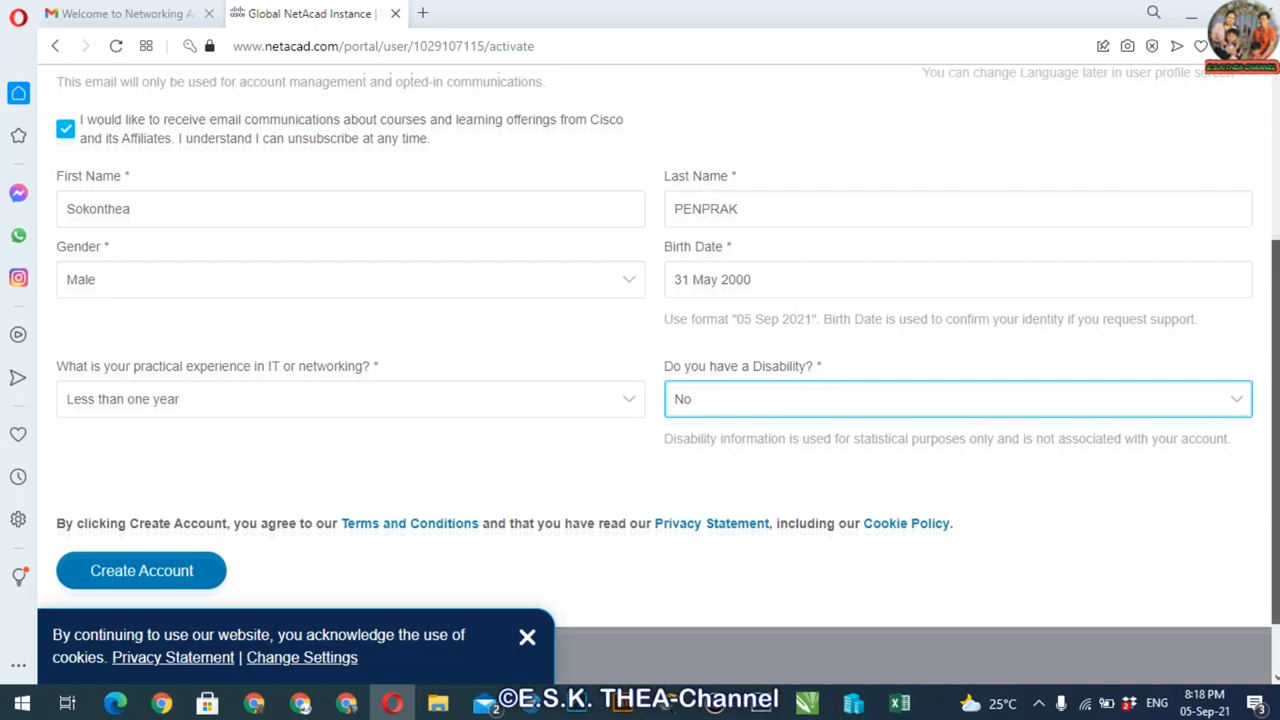 Welcome to Networking A
Global NetAcad Instance |
www.netacad.com/portal/user/1029107115/activate
E.S.K.THEA-CHANNEL
This email will only be used for account management and opted-in communications.
You can change Language later in user profile screen
I would like to receive email communications about courses and learning offerings from Cisco
and its Affiliates. I understand I can unsubscribe at any time.
First Name *
Last Name *
Sokonthea
PENPRAK
Gender *
Birth Date *
Male
31 May 2000
Use format "05 Sep 2021". Birth Date is used to confirm your identity if you request support.
What is your practical experience in IT or networking? *
Do you have a Disability? *
Less than one year
No
Disability information is used for statistical purposes only and is not associated with your account.
By clicking Create Account, you agree to our Terms and Conditions and that you have read our Privacy Statement, including our Cookie Policy.
Create Account
By continuing to use our website, you acknowledge the use of
cookies. Privacy Statement | Change Settings
©E.S.K. THEA-Channel
2
25°C
ENG
8:18 PM
05-Sep-21
3